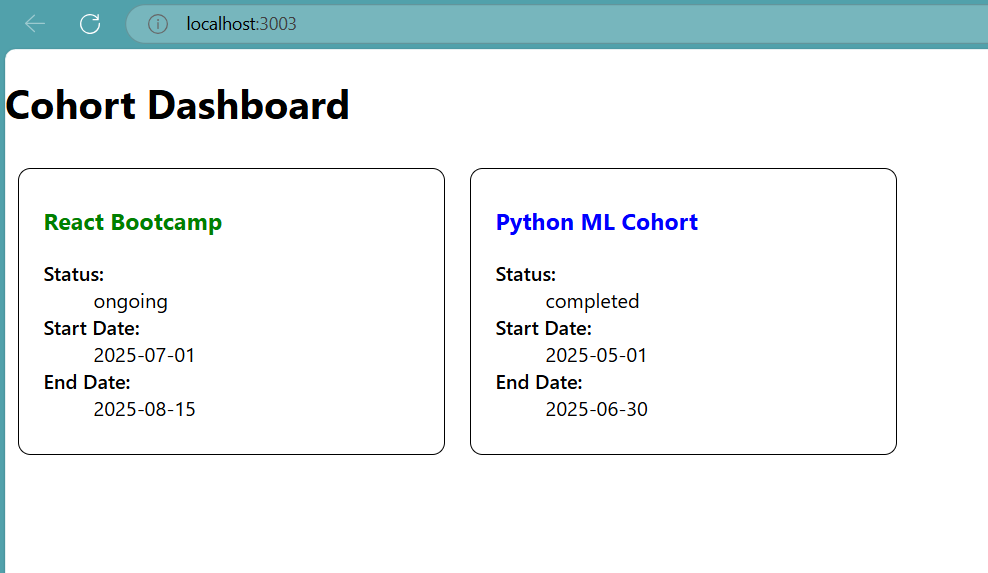 localhost:3003
Cohort Dashboard
React Bootcamp
Status:
ongoing
Start Date:
2025-07-01
End Date:
2025-08-15
Python ML Cohort
Status:
completed
Start Date:
2025-05-01
End Date:
2025-06-30